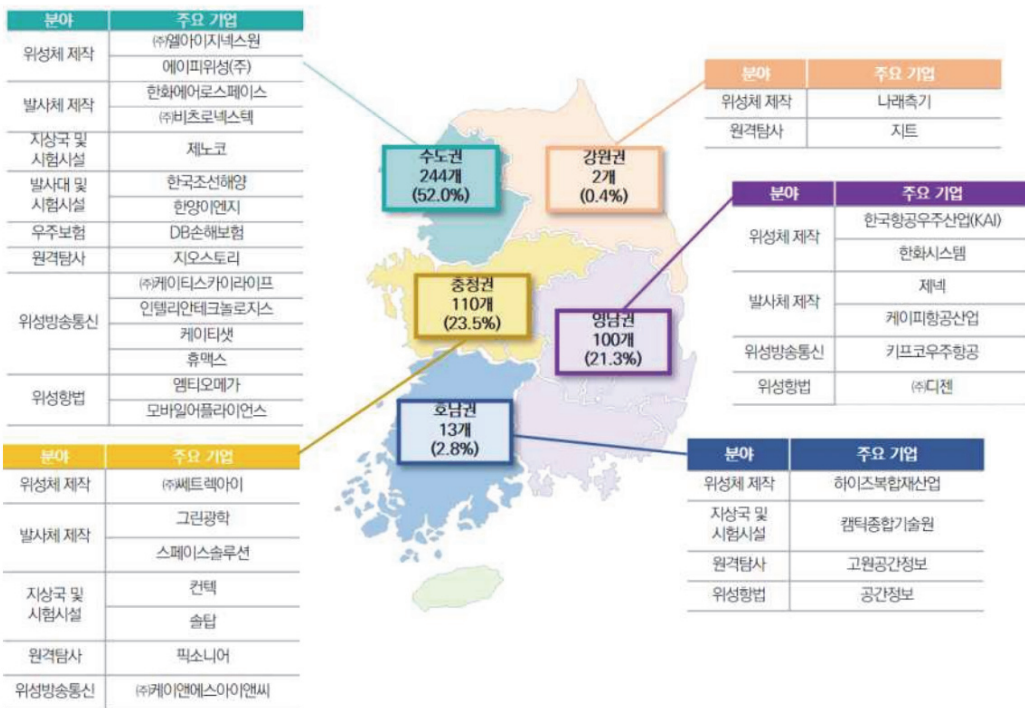 분야 주요 기업
위성체 제작 ㈜엘아이지넥스원
에이피위성(주)
발사체 제작 한화에어로스페이스
㈜비츠로넥스텍
지상국 및 시험시설 제노코
발사대 및 시험시설 한국조선해양
한양이엔지
우주보험 DB손해보험
원격탐사 지오스토리
위성방송통신 ㈜케이티스카이라이프
인텔리안테크놀로지스
케이티샛
휴맥스
위성항법 엠티오메가
모바일어플라이언스
분야 주요 기업
위성체 제작 ㈜쎄트렉아이
발사체 제작 그린광학
스페이스솔루션
지상국 및 시험시설 컨텍
솔탑
원격탐사 픽소니어
위성방송통신 ㈜케이앤에스아이앤씨
수도권
244개
(52.0%)
강원권
2개
(0.4%)
충청권
110개
(23.5%)
영남권
100개
(21.3%)
호남권
13개
(2.8%)
분야 주요 기업
위성체 제작 나래측기
원격탐사 지트
분야 주요 기업
위성체 제작 한국항공우주산업(KAI)
한화시스템
발사체 제작 제넥
케이피항공산업
위성방송통신 키프코우주항공
위성항법 ㈜디젠
분야 주요 기업
위성체 제작 하이즈복합재산업
지상국 및 시험시설 캠틱종합기술원
원격탐사 고원공간정보
위성항법 공간정보